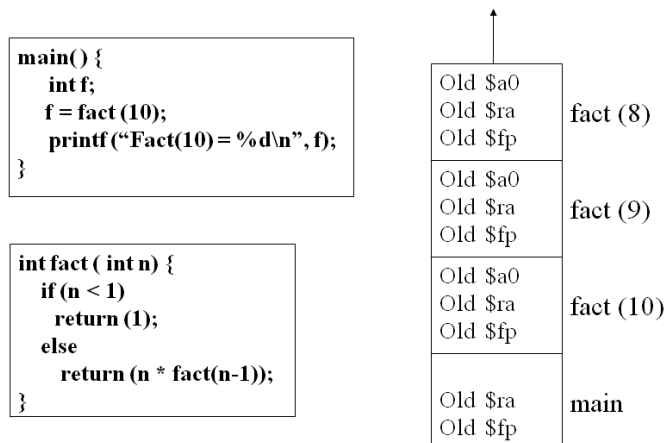 main() {
int f;
f = fact (10);
printf (“Fact(10) = %d\n”, f);
}
int fact ( int n) {
if (n < 1)
return (1);
else
return (n * fact(n-1));
}
Old $a0
Old $ra
Old $fp
fact (8)
Old $a0
Old $ra
Old $fp
fact (9)
Old $a0
Old $ra
Old $fp
fact (10)
Old $ra
Old $fp
main